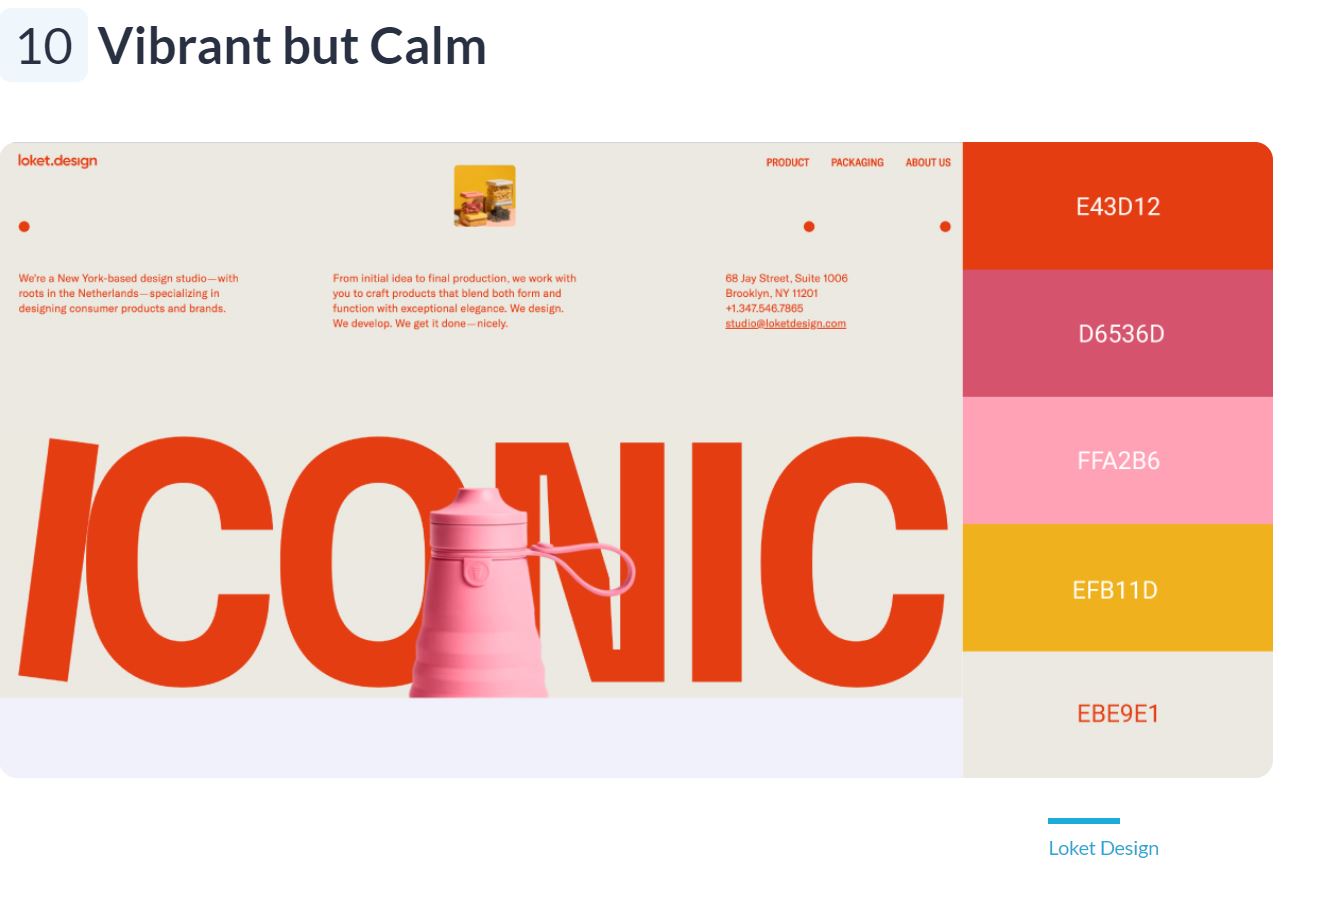 10 Vibrant but Calm
loket.design
PRODUCT PACKAGING ABOUT US
We're a New York-based design studio—with
roots in the Netherlands—specializing in
designing consumer products and brands.
From initial idea to final production, we work with
you to craft products that blend both form and
function with exceptional elegance. We design.
We develop. We get it done—nicely.
68 Jay Street, Suite 1006
Brooklyn, NY 11201
+1.347.546.7865
studio@loketdesign.com
ICONIC
E43D12
D6536D
FFA2B6
EFB11D
EBE9E1
Loket Design